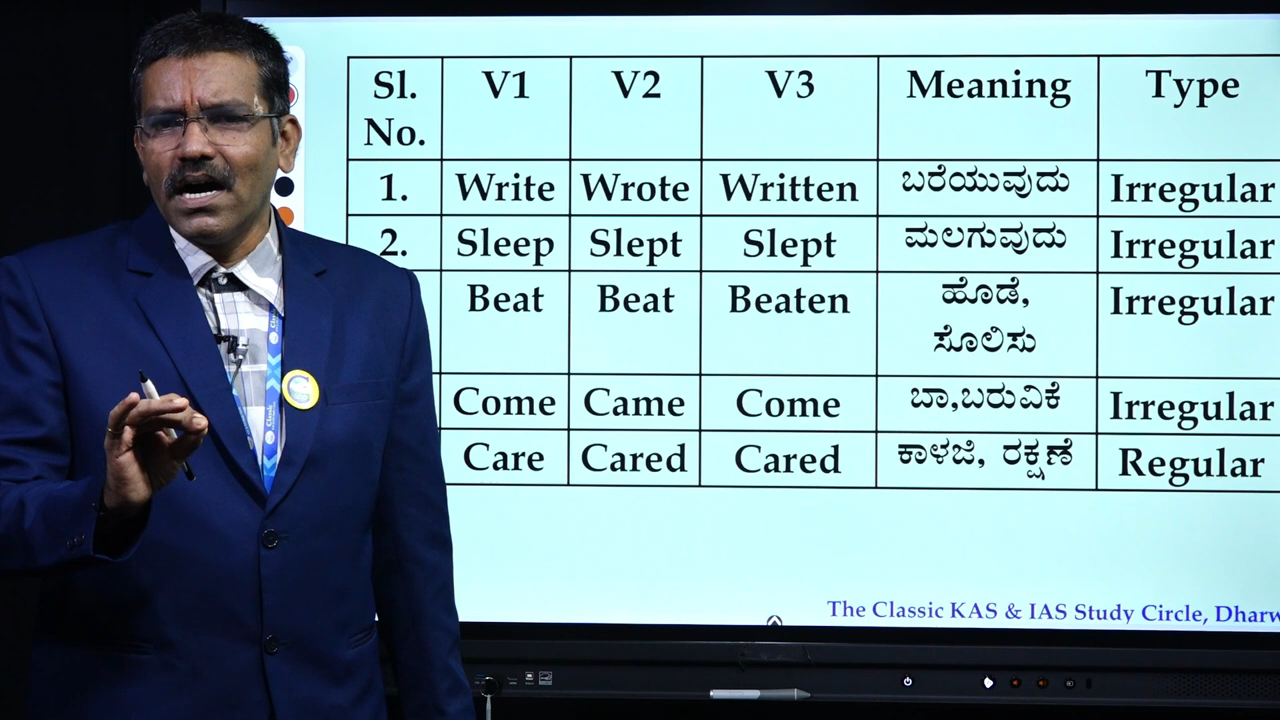 Sl. No. V1 V2 V3 Meaning Type
1. Write Wrote Written ಬರೆಯುವುದು Irregular
2. Sleep Slept Slept ಮಲಗುವುದು Irregular
Beat Beat Beaten ಹೊಡೆ, ಸೊಲಿಸು Irregular
Come Came Come ಬಾ,ಬರುವಿಕೆ Irregular
Care Cared Cared ಕಾಳಜಿ, ರಕ್ಷಣೆ Regular
The Classic KAS & IAS Study Circle, Dharw
Classic
Classic